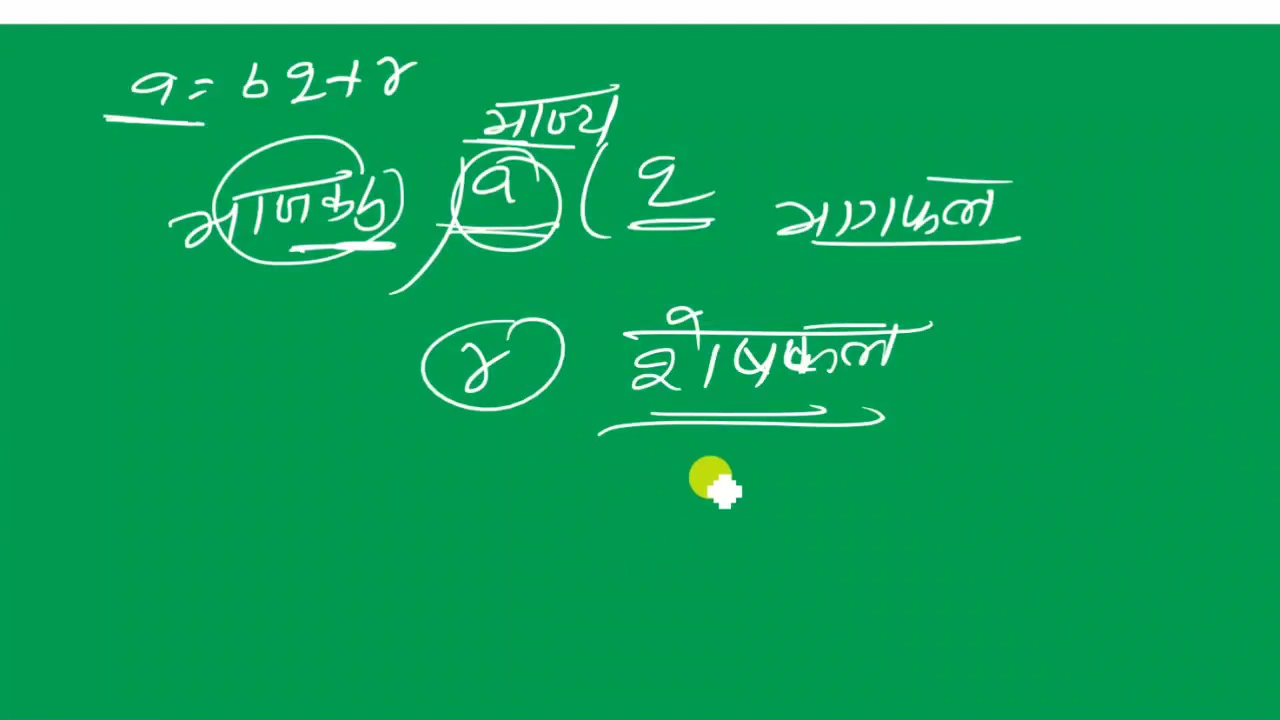 a = bq+r
भाज्य
भाजक b ) a ( q भागफल
r शेषफल